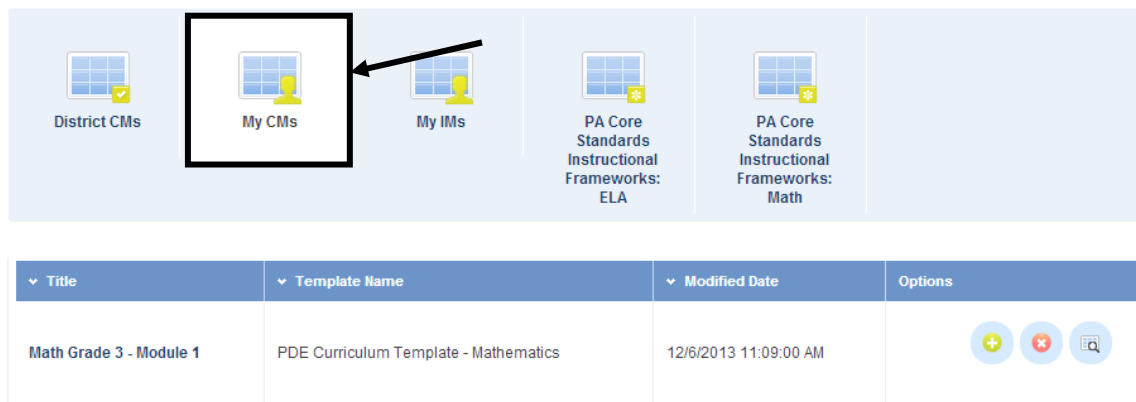 District CMs
My CMs
My IMs
PA Core
Standards
Instructional
Frameworks:
ELA
PA Core
Standards
Instructional
Frameworks:
Math
Title Template Name Modified Date Options
Math Grade 3 - Module 1 PDE Curriculum Template - Mathematics 12/6/2013 11:09:00 AM